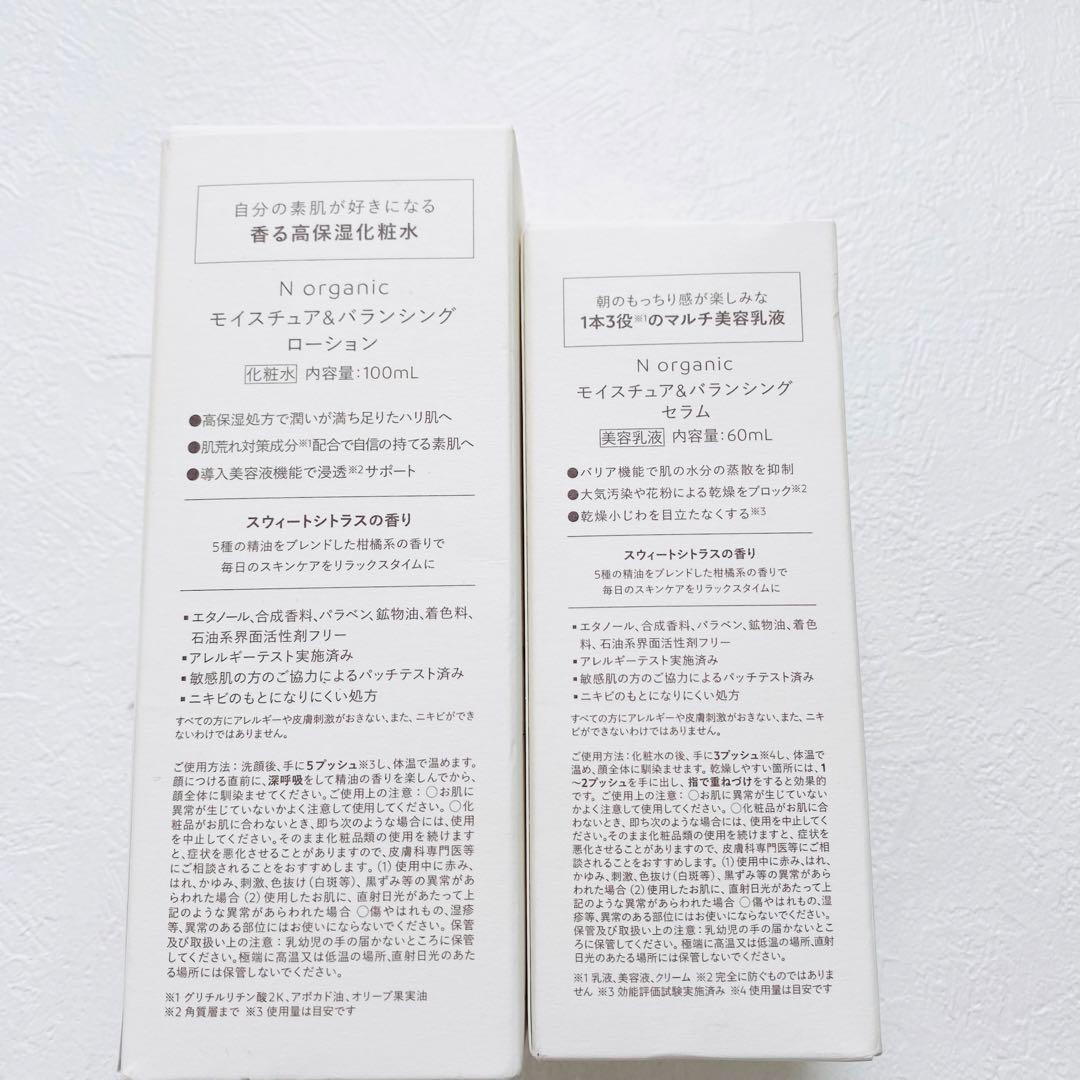 自分の素肌が好きになる
香る高保湿化粧水
N organic
モイスチュア&バランシング
ローション
化粧水 内容量:100mL
●高保湿処方で潤いが満ち足りたハリ肌へ
●肌荒れ対策成分※1配合で自信の持てる素肌へ
●導入美容液機能で浸透※2サポート
スウィートシトラスの香り
5種の精油をブレンドした柑橘系の香りで
毎日のスキンケアをリラックスタイムに
▪エタノール、合成香料、パラベン、鉱物油、着色料、
石油系界面活性剤フリー
▪アレルギーテスト実施済み
▪敏感肌の方のご協力によるパッチテスト済み
▪ニキビのもとになりにくい処方
すべての方にアレルギーや皮膚刺激がおきない、また、ニキビができ
ないわけではありません。
ご使用方法:洗顔後、手に5プッシュ※3し、体温で温めます。
顔につける直前に、深呼吸をして精油の香りを楽しんでから、
顔全体に馴染ませてください。ご使用上の注意:○お肌に
異常が生じていないかよく注意して使用してください。○化
粧品がお肌に合わないとき、即ち次のような場合には、使用
を中止してください。そのまま化粧品類の使用を続けます
と、症状を悪化させることがありますので、皮膚科専門医等
にご相談されることをおすすめします。(1)使用中に赤み、
はれ、かゆみ、刺激、色抜け(白斑等)、黒ずみ等の異常があ
らわれた場合(2)使用したお肌に、直射日光があたって上
記のような異常があらわれた場合 ○傷やはれもの、湿疹
等、異常のある部位にはお使いにならないでください。保管
及び取扱い上の注意:乳幼児の手の届かないところに保管
してください。極端に高温又は低温の場所、直射日光のあた
る場所には保管しないでください。
※1 グリチルリチン酸2K、アボカド油、オリーブ果実油
※2 角質層まで ※3 使用量は目安です
朝のもっちり感が楽しみな
1本3役※1のマルチ美容乳液
N organic
モイスチュア&バランシング
セラム
美容乳液 内容量:60mL
●バリア機能で肌の水分の蒸散を抑制
●大気汚染や花粉による乾燥をブロック※2
●乾燥小じわを目立たなくする※3
スウィートシトラスの香り
5種の精油をブレンドした柑橘系の香りで
毎日のスキンケアをリラックスタイムに
▪エタノール、合成香料、パラベン、鉱物油、着色
料、石油系界面活性剤フリー
▪アレルギーテスト実施済み
▪敏感肌の方のご協力によるパッチテスト済み
▪ニキビのもとになりにくい処方
すべての方にアレルギーや皮膚刺激がおきない、また、ニキ
ビができないわけではありません。
ご使用方法:化粧水の後、手に3プッシュ※4し、体温で
温め、顔全体に馴染ませます。乾燥しやすい箇所には、1
～2プッシュを手に出し、指で重ねづけをすると効果的
です。ご使用上の注意:○お肌に異常が生じていない
かよく注意して使用してください。○化粧品がお肌に合
わないとき、即ち次のような場合には、使用を中止してくだ
さい。そのまま化粧品類の使用を続けますと、症状を
悪化させることがありますので、皮膚科専門医等にご相
談されることをおすすめします。(1)使用中に赤み、はれ、
かゆみ、刺激、色抜け(白斑等)、黒ずみ等の異常があら
われた場合(2)使用したお肌に、直射日光があたって上
記のような異常があらわれた場合 ○傷やはれもの、湿
疹等、異常のある部位にはお使いにならないでください。
保管及び取扱い上の注意:乳幼児の手の届かないとこ
ろに保管してください。極端に高温又は低温の場所、直射
日光のあたる場所には保管しないでください。
※1 乳液、美容液、クリーム ※2 完全に防ぐものではありま
せん ※3 効能評価試験実施済み ※4 使用量は目安です